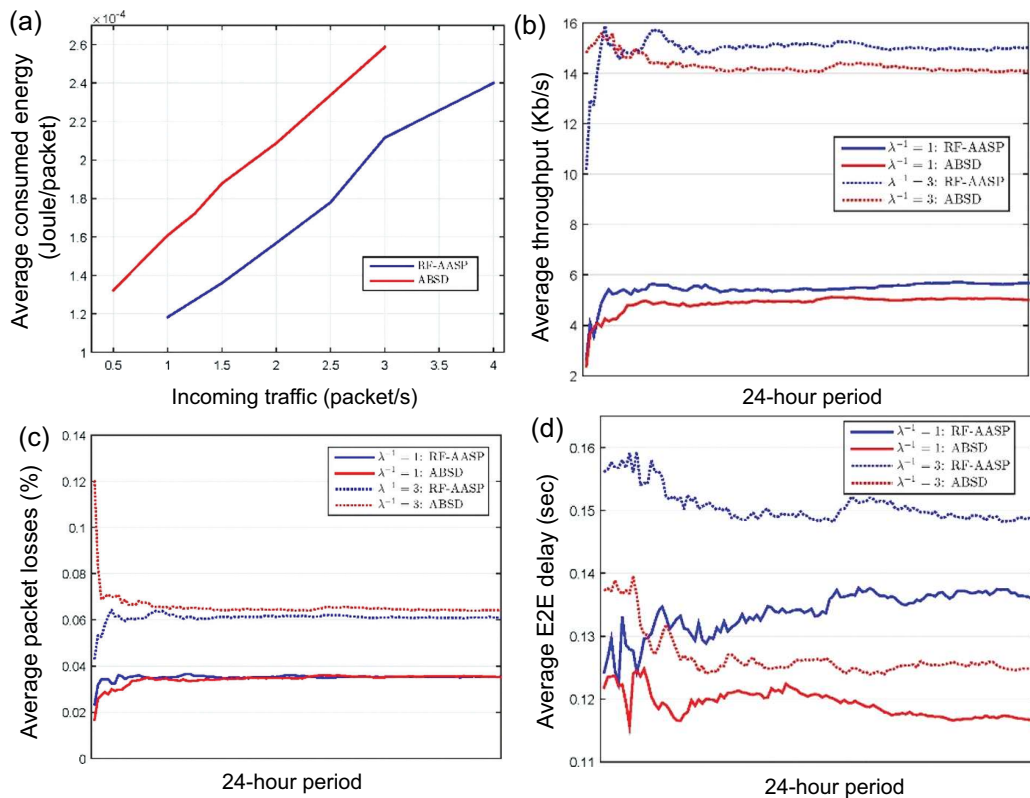 (a)
×10⁻⁴
2.6
2.4
2.2
2
1.8
1.6
1.4
1.2
1
Average consumed energy
(Joule/packet)
RF-AASP
ABSD
0.5 1 1.5 2 2.5 3 3.5 4
Incoming traffic (packet/s)
(b)
16
14
12
10
8
6
4
2
Average throughput (Kb/s)
λ⁻¹ = 1: RF-AASP
λ⁻¹ = 1: ABSD
λ⁻¹ = 3: RF-AASP
λ⁻¹ = 3: ABSD
24-hour period
(c)
0.14
0.12
0.1
0.08
0.06
0.04
0.02
0
Average packet losses (%)
λ⁻¹ = 1: RF-AASP
λ⁻¹ = 1: ABSD
λ⁻¹ = 3: RF-AASP
λ⁻¹ = 3: ABSD
24-hour period
(d)
0.16
0.15
0.14
0.13
0.12
0.11
Average E2E delay (sec)
λ⁻¹ = 1: RF-AASP
λ⁻¹ = 1: ABSD
λ⁻¹ = 3: RF-AASP
λ⁻¹ = 3: ABSD
24-hour period